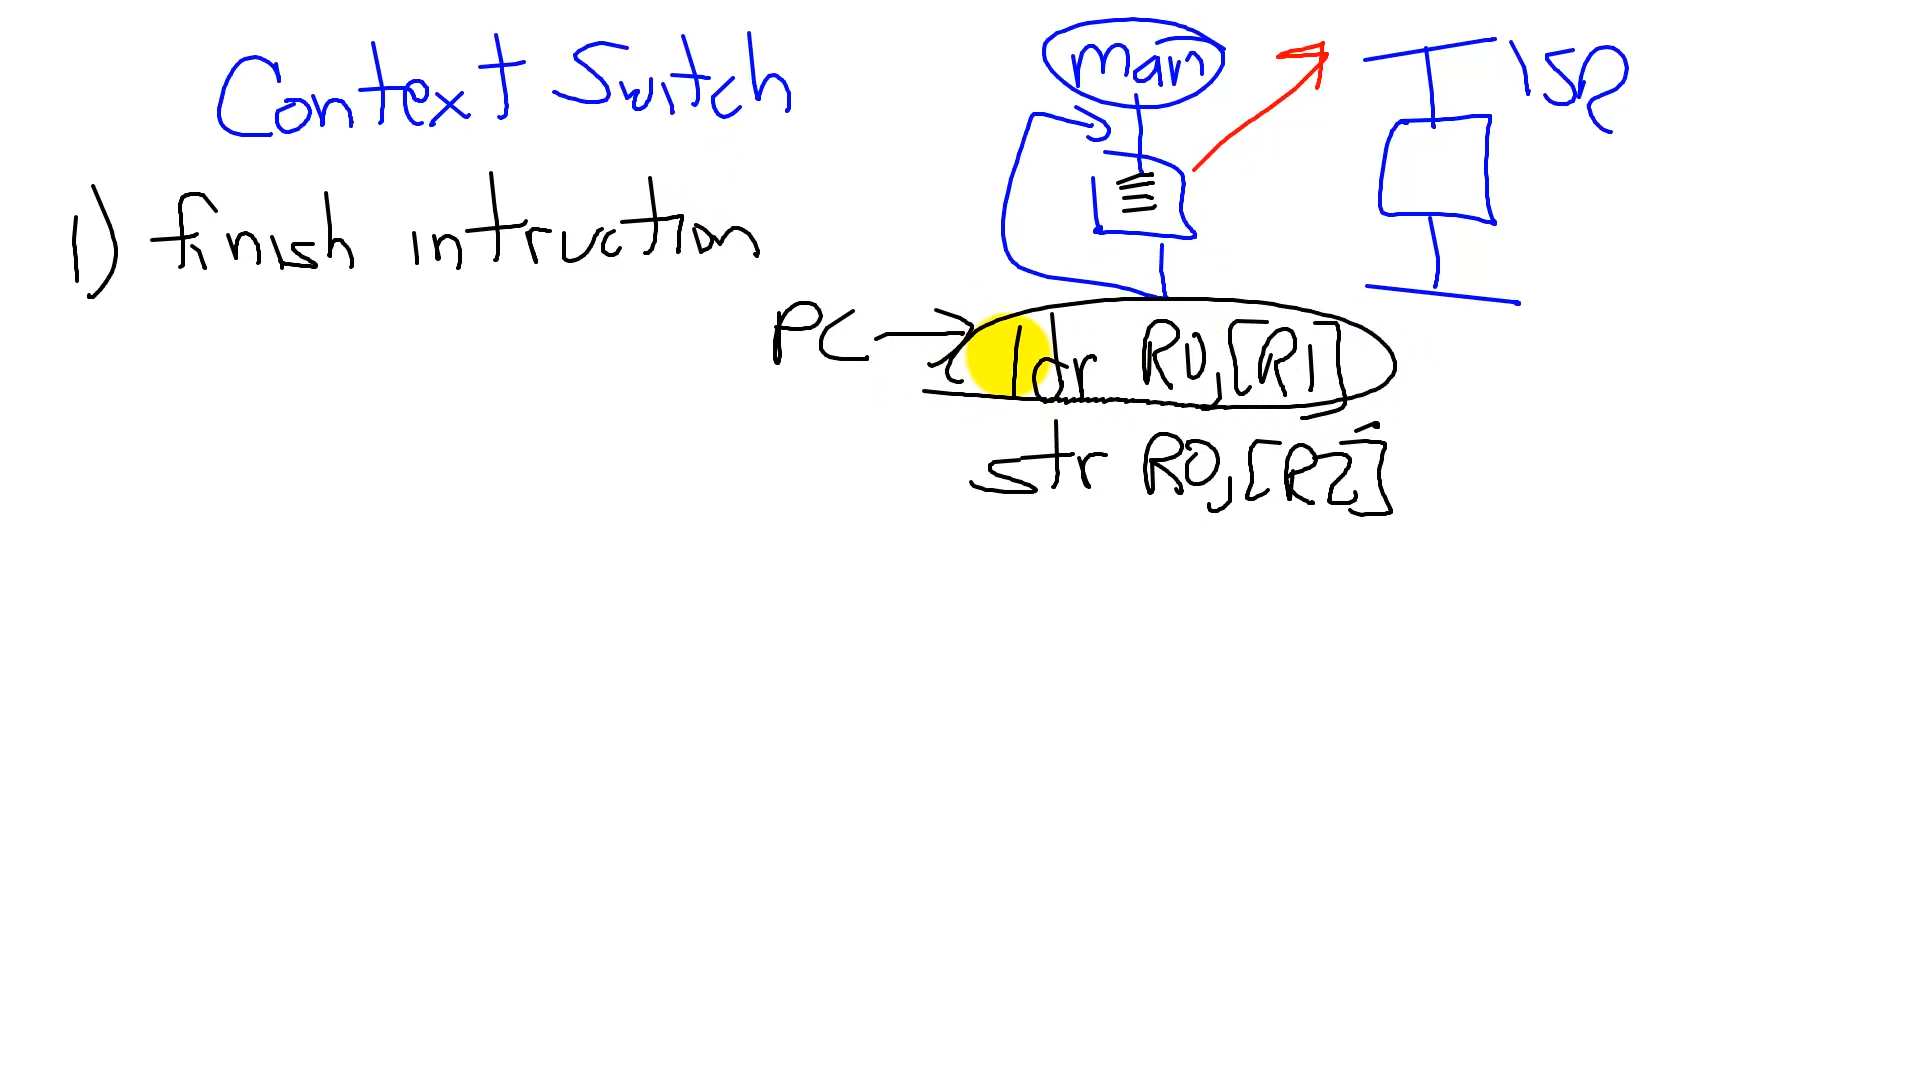 Context Switch
main
ISR
1) finish intruction
PC → ldr R0,[R1]
str R0,[R2]